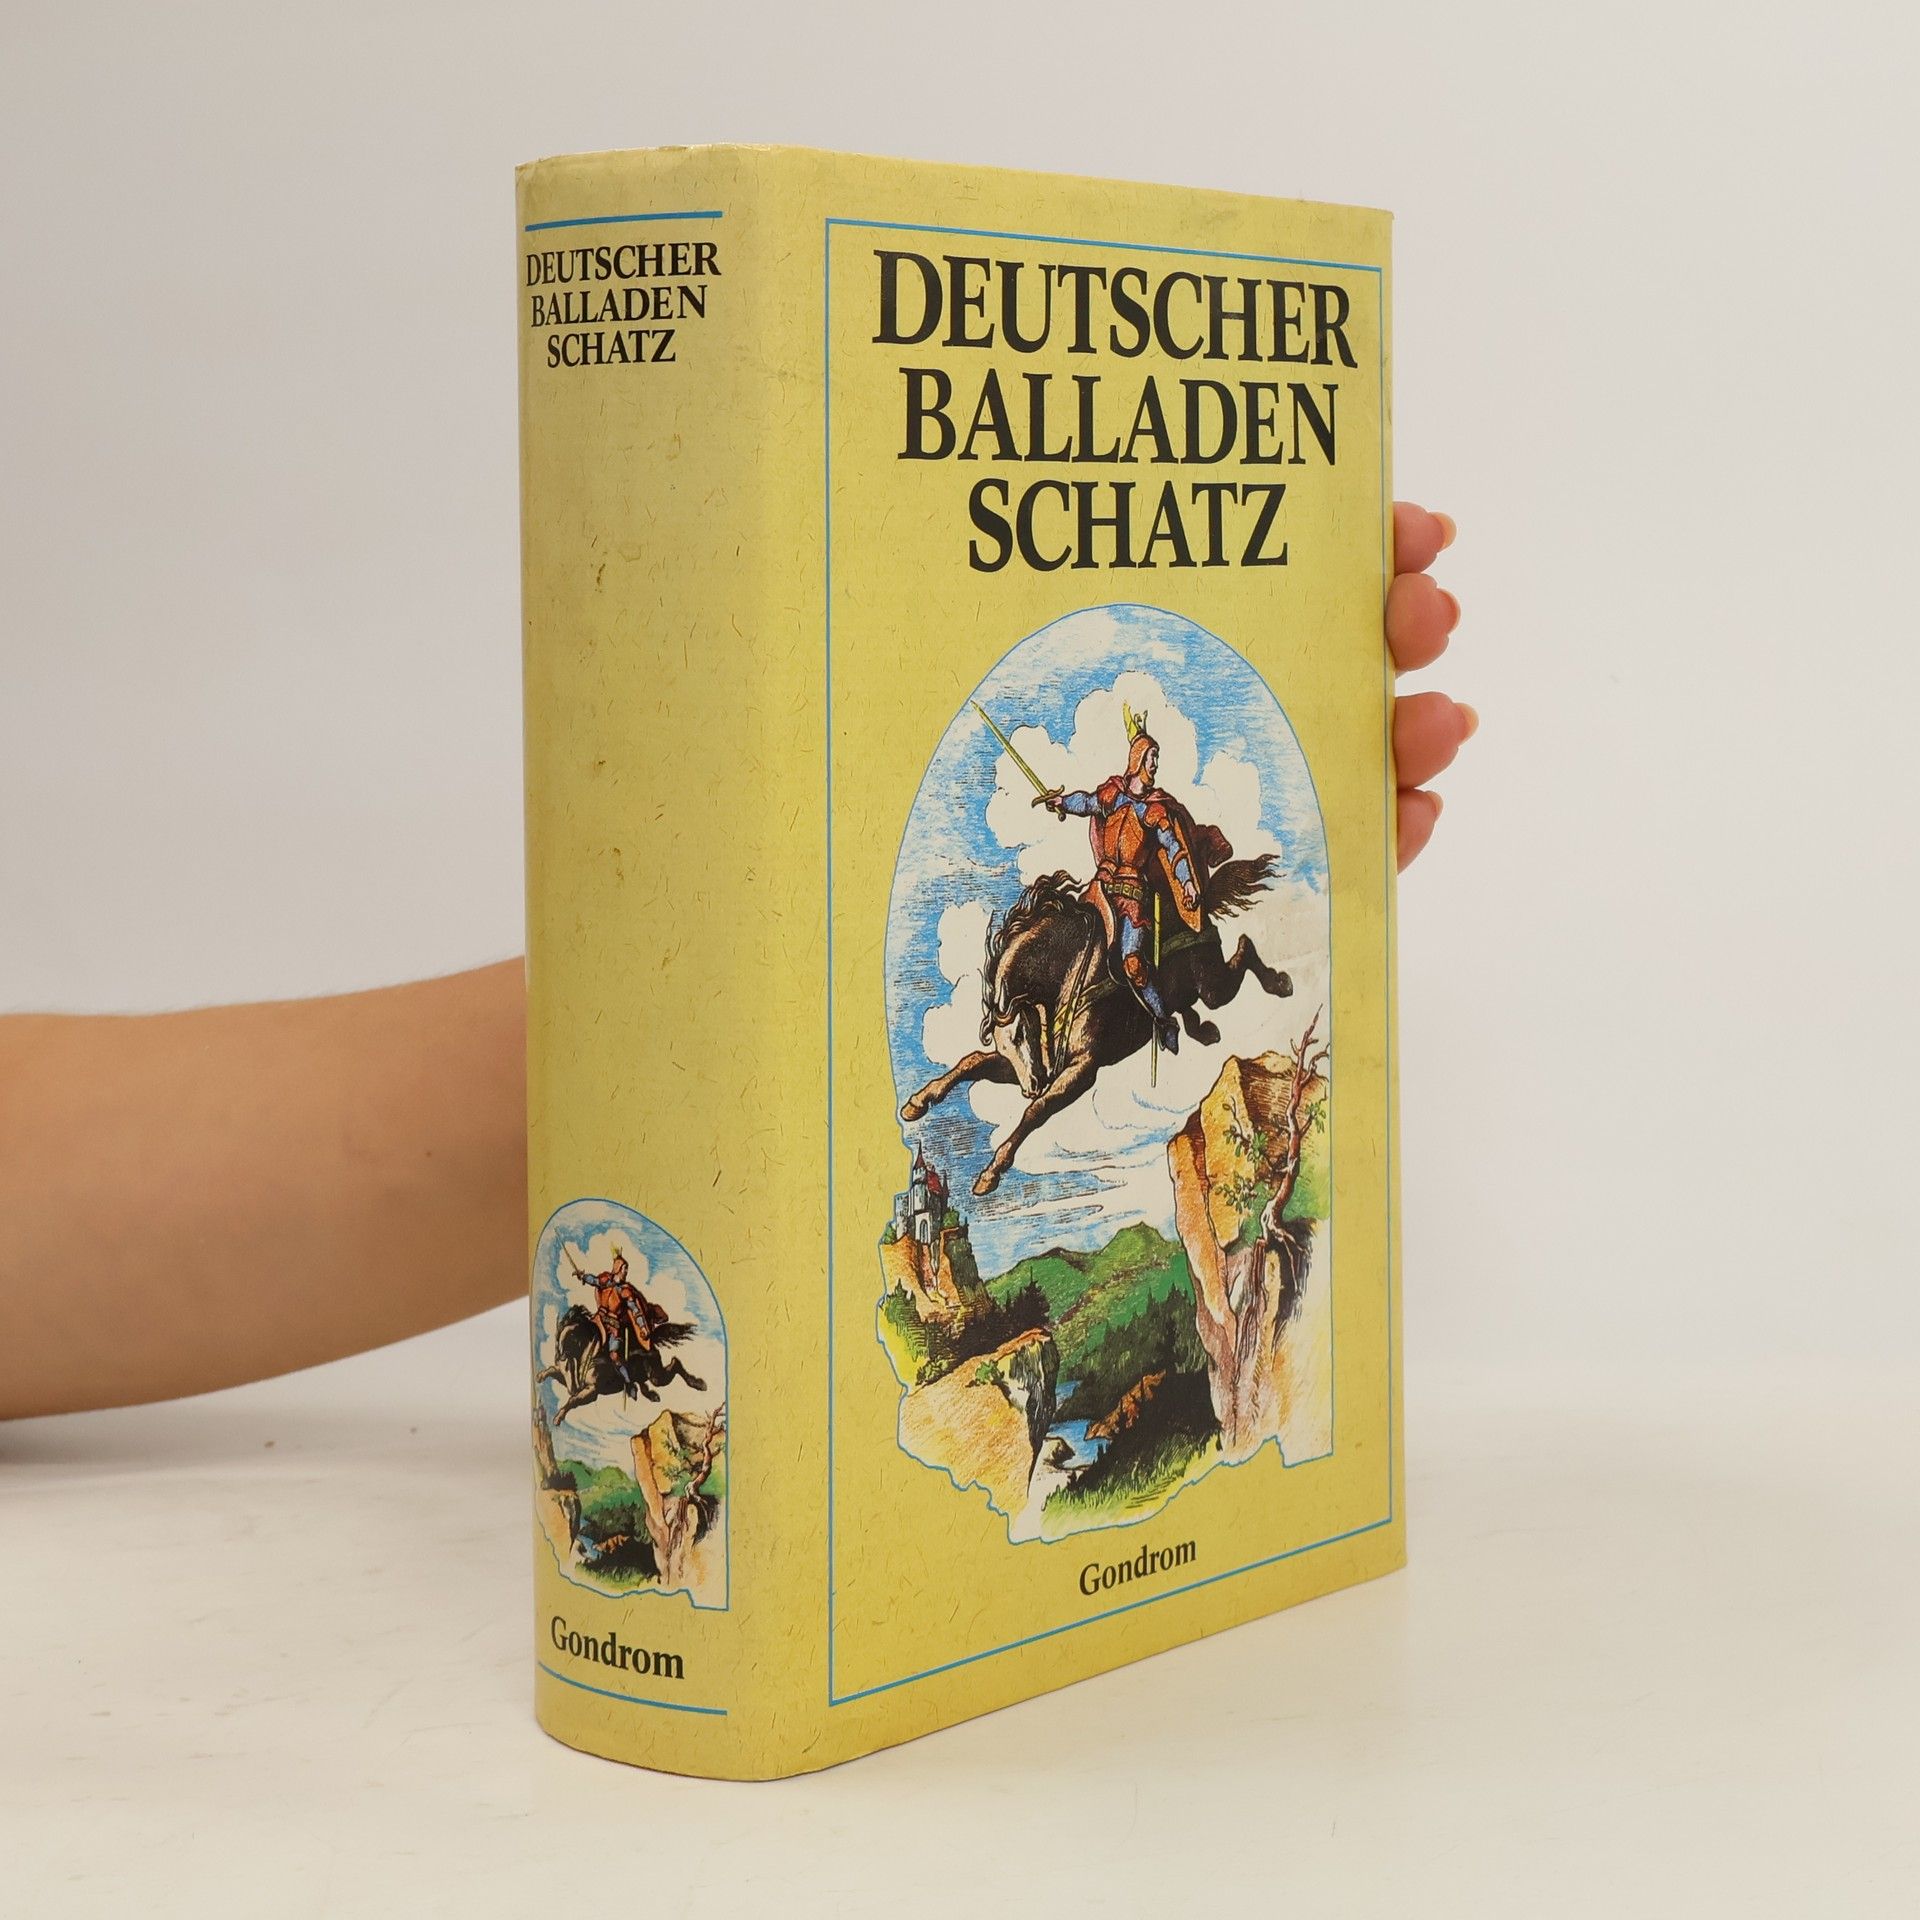 DEUTSCHER
BALLADEN
SCHATZ
Gondrom
DEUTSCHER
BALLADEN
SCHATZ
Gondrom